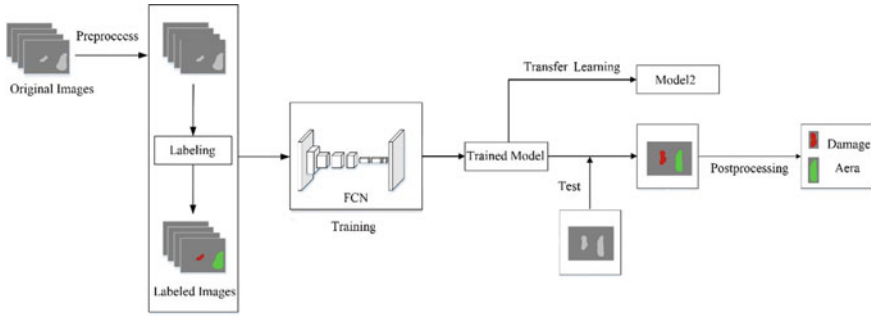 Preproccess
Original Images
Labeling
Labeled Images
FCN
Training
Transfer Learning
Model2
Trained Model
Test
Postprocessing
Damage
Aera